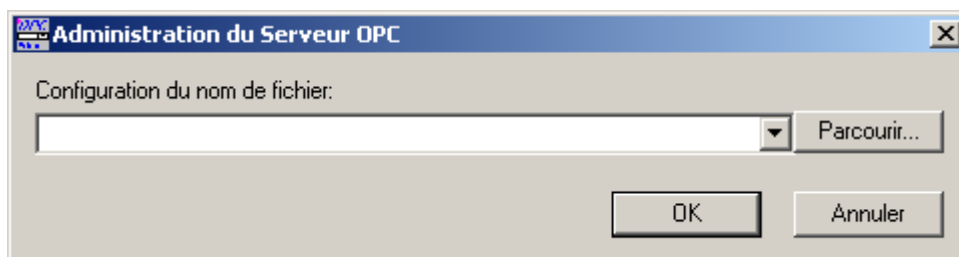 Administration du Serveur OPC
Configuration du nom de fichier:
Parcourir...
OK
Annuler